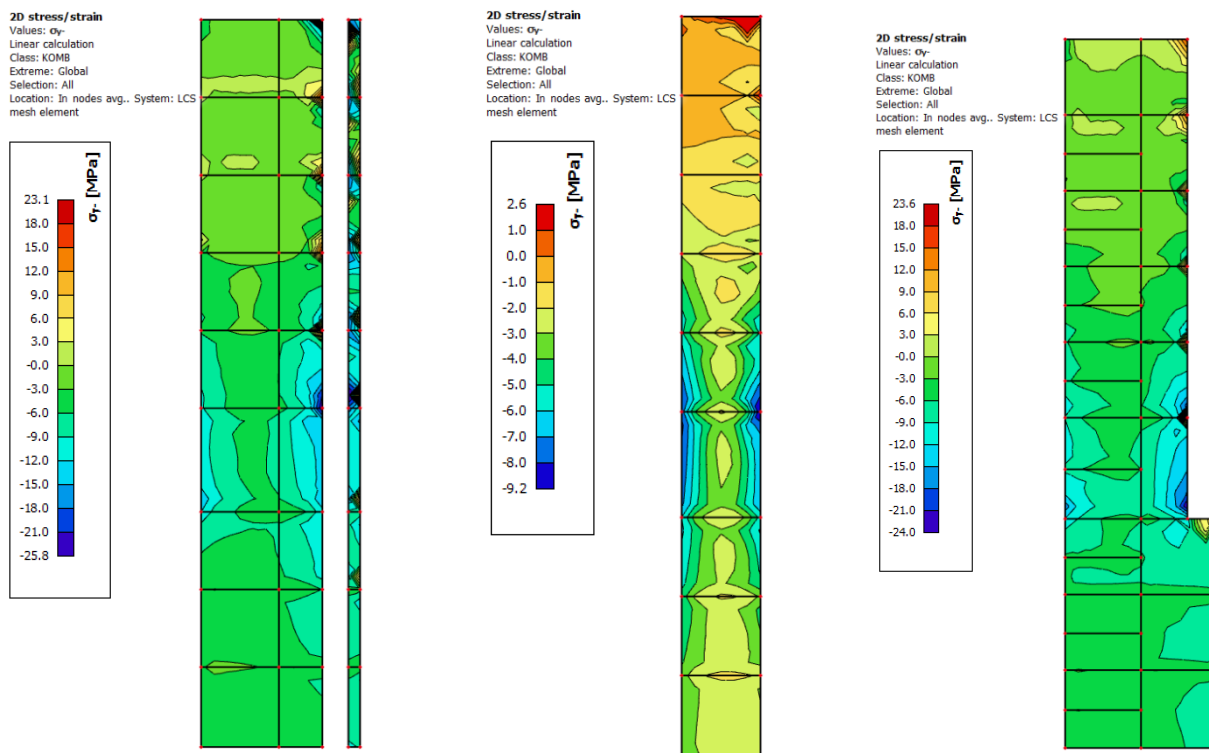 2D stress/strain
Values: σy-
Linear calculation
Class: KOMB
Extreme: Global
Selection: All
Location: In nodes avg.. System: LCS
mesh element
σy- [MPa]
23.1
18.0
15.0
12.0
9.0
6.0
3.0
-0.0
-3.0
-6.0
-9.0
-12.0
-15.0
-18.0
-21.0
-25.8
2D stress/strain
Values: σy-
Linear calculation
Class: KOMB
Extreme: Global
Selection: All
Location: In nodes avg.. System: LCS
mesh element
σy- [MPa]
2.6
1.0
0.0
-1.0
-2.0
-3.0
-4.0
-5.0
-6.0
-7.0
-8.0
-9.2
2D stress/strain
Values: σy-
Linear calculation
Class: KOMB
Extreme: Global
Selection: All
Location: In nodes avg.. System: LCS
mesh element
σy- [MPa]
23.6
18.0
15.0
12.0
9.0
6.0
3.0
-0.0
-3.0
-6.0
-9.0
-12.0
-15.0
-18.0
-21.0
-24.0